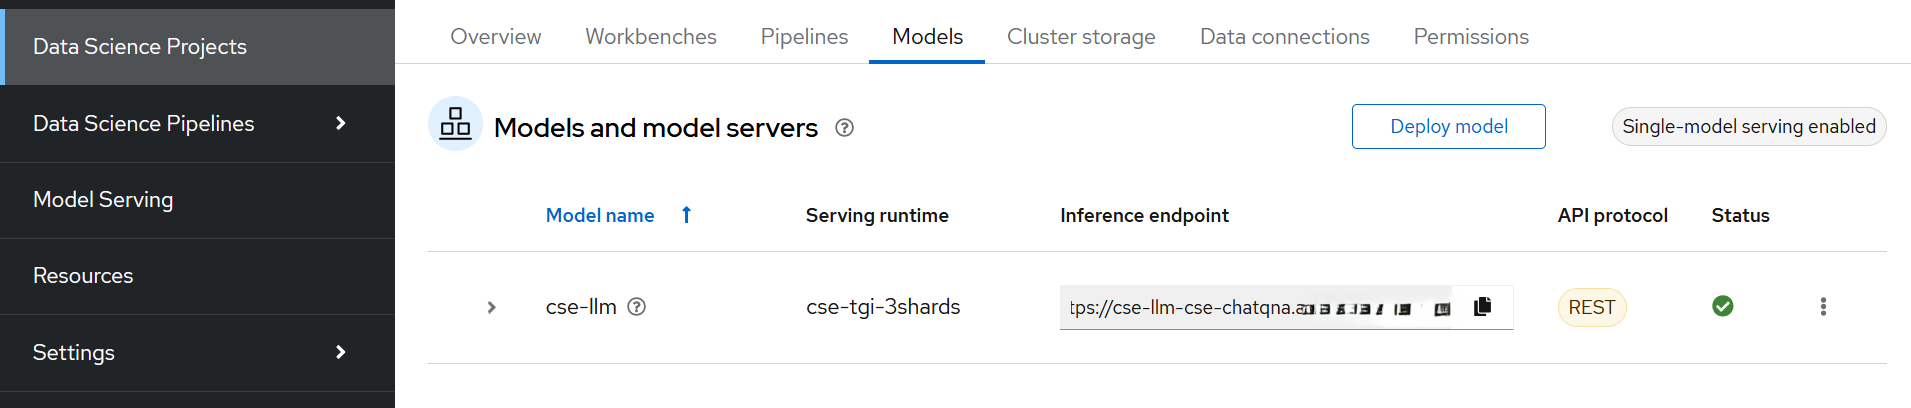 Data Science Projects
Data Science Pipelines
Model Serving
Resources
Settings
Overview Workbenches Pipelines Models Cluster storage Data connections Permissions
Models and model servers Deploy model Single-model serving enabled
Model name Serving runtime Inference endpoint API protocol Status
cse-llm cse-tgi-3shards tps://cse-llm-cse-chatqna.a REST